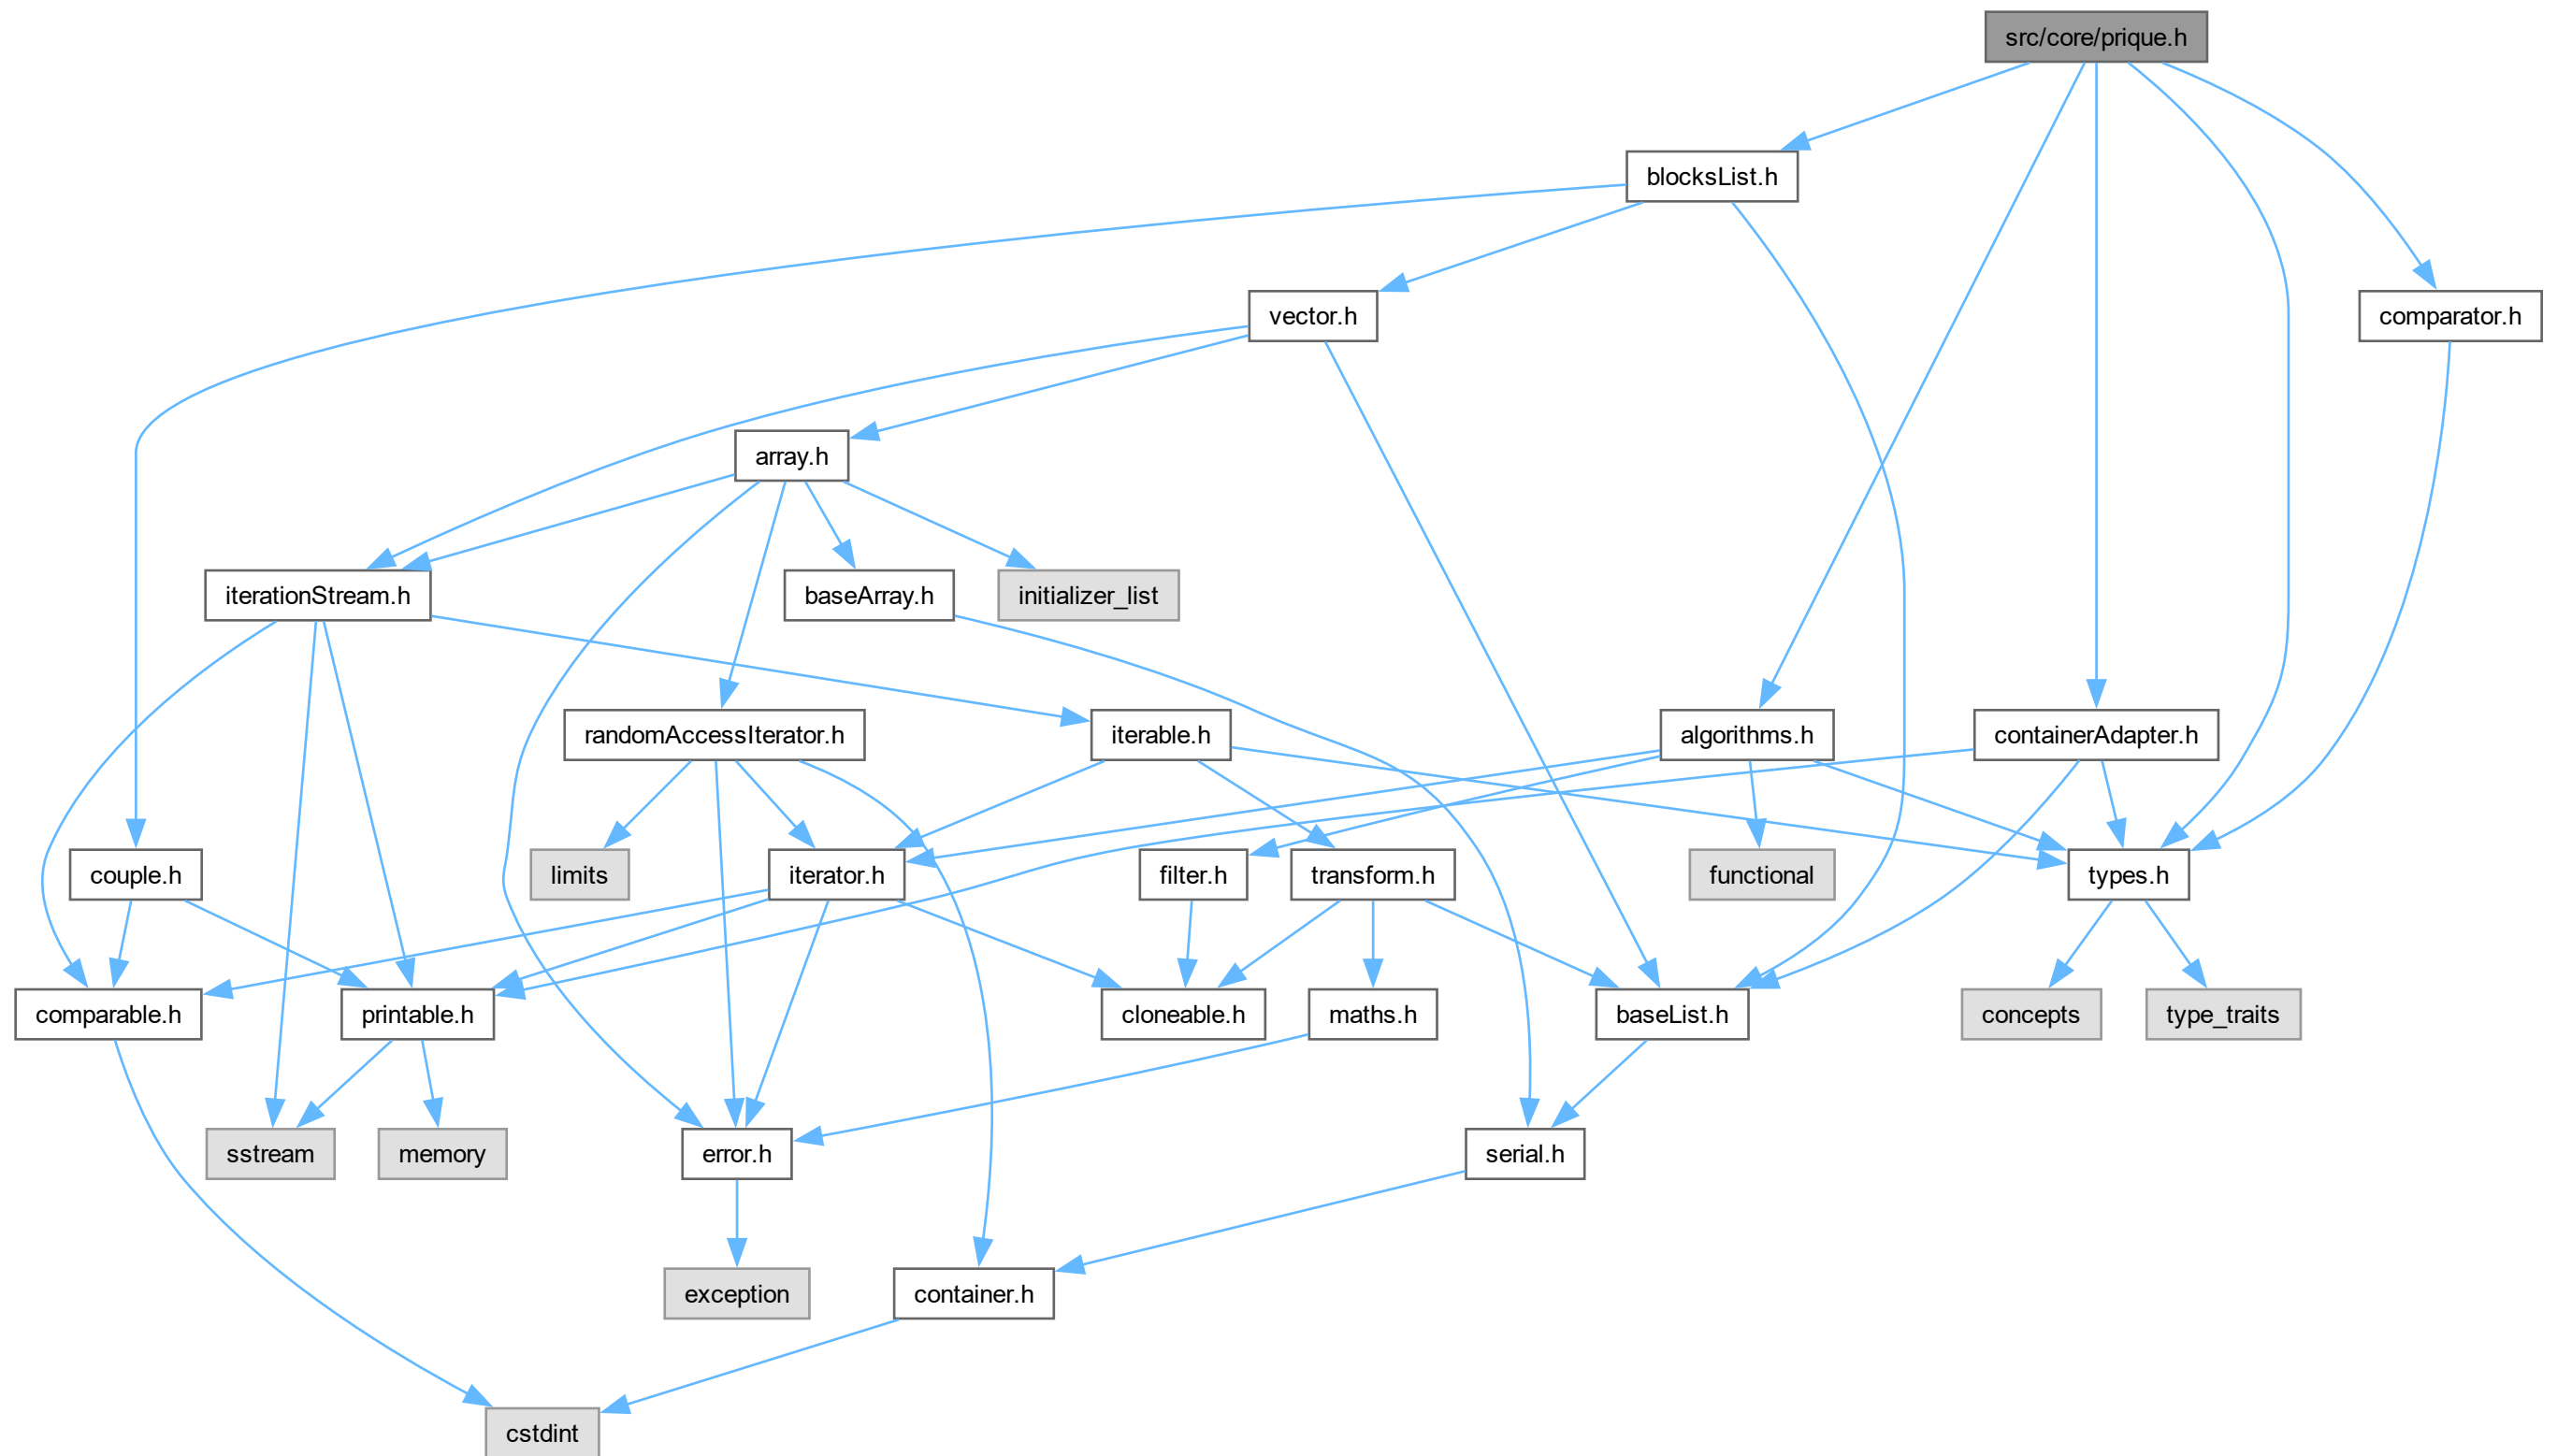 src/core/prique.h
blocksList.h
vector.h
comparator.h
array.h
iterationStream.h
baseArray.h
initializer_list
randomAccessIterator.h
iterable.h
algorithms.h
containerAdapter.h
couple.h
limits
iterator.h
filter.h
transform.h
functional
types.h
comparable.h
printable.h
cloneable.h
maths.h
baseList.h
concepts
type_traits
sstream
memory
error.h
serial.h
exception
container.h
cstdint